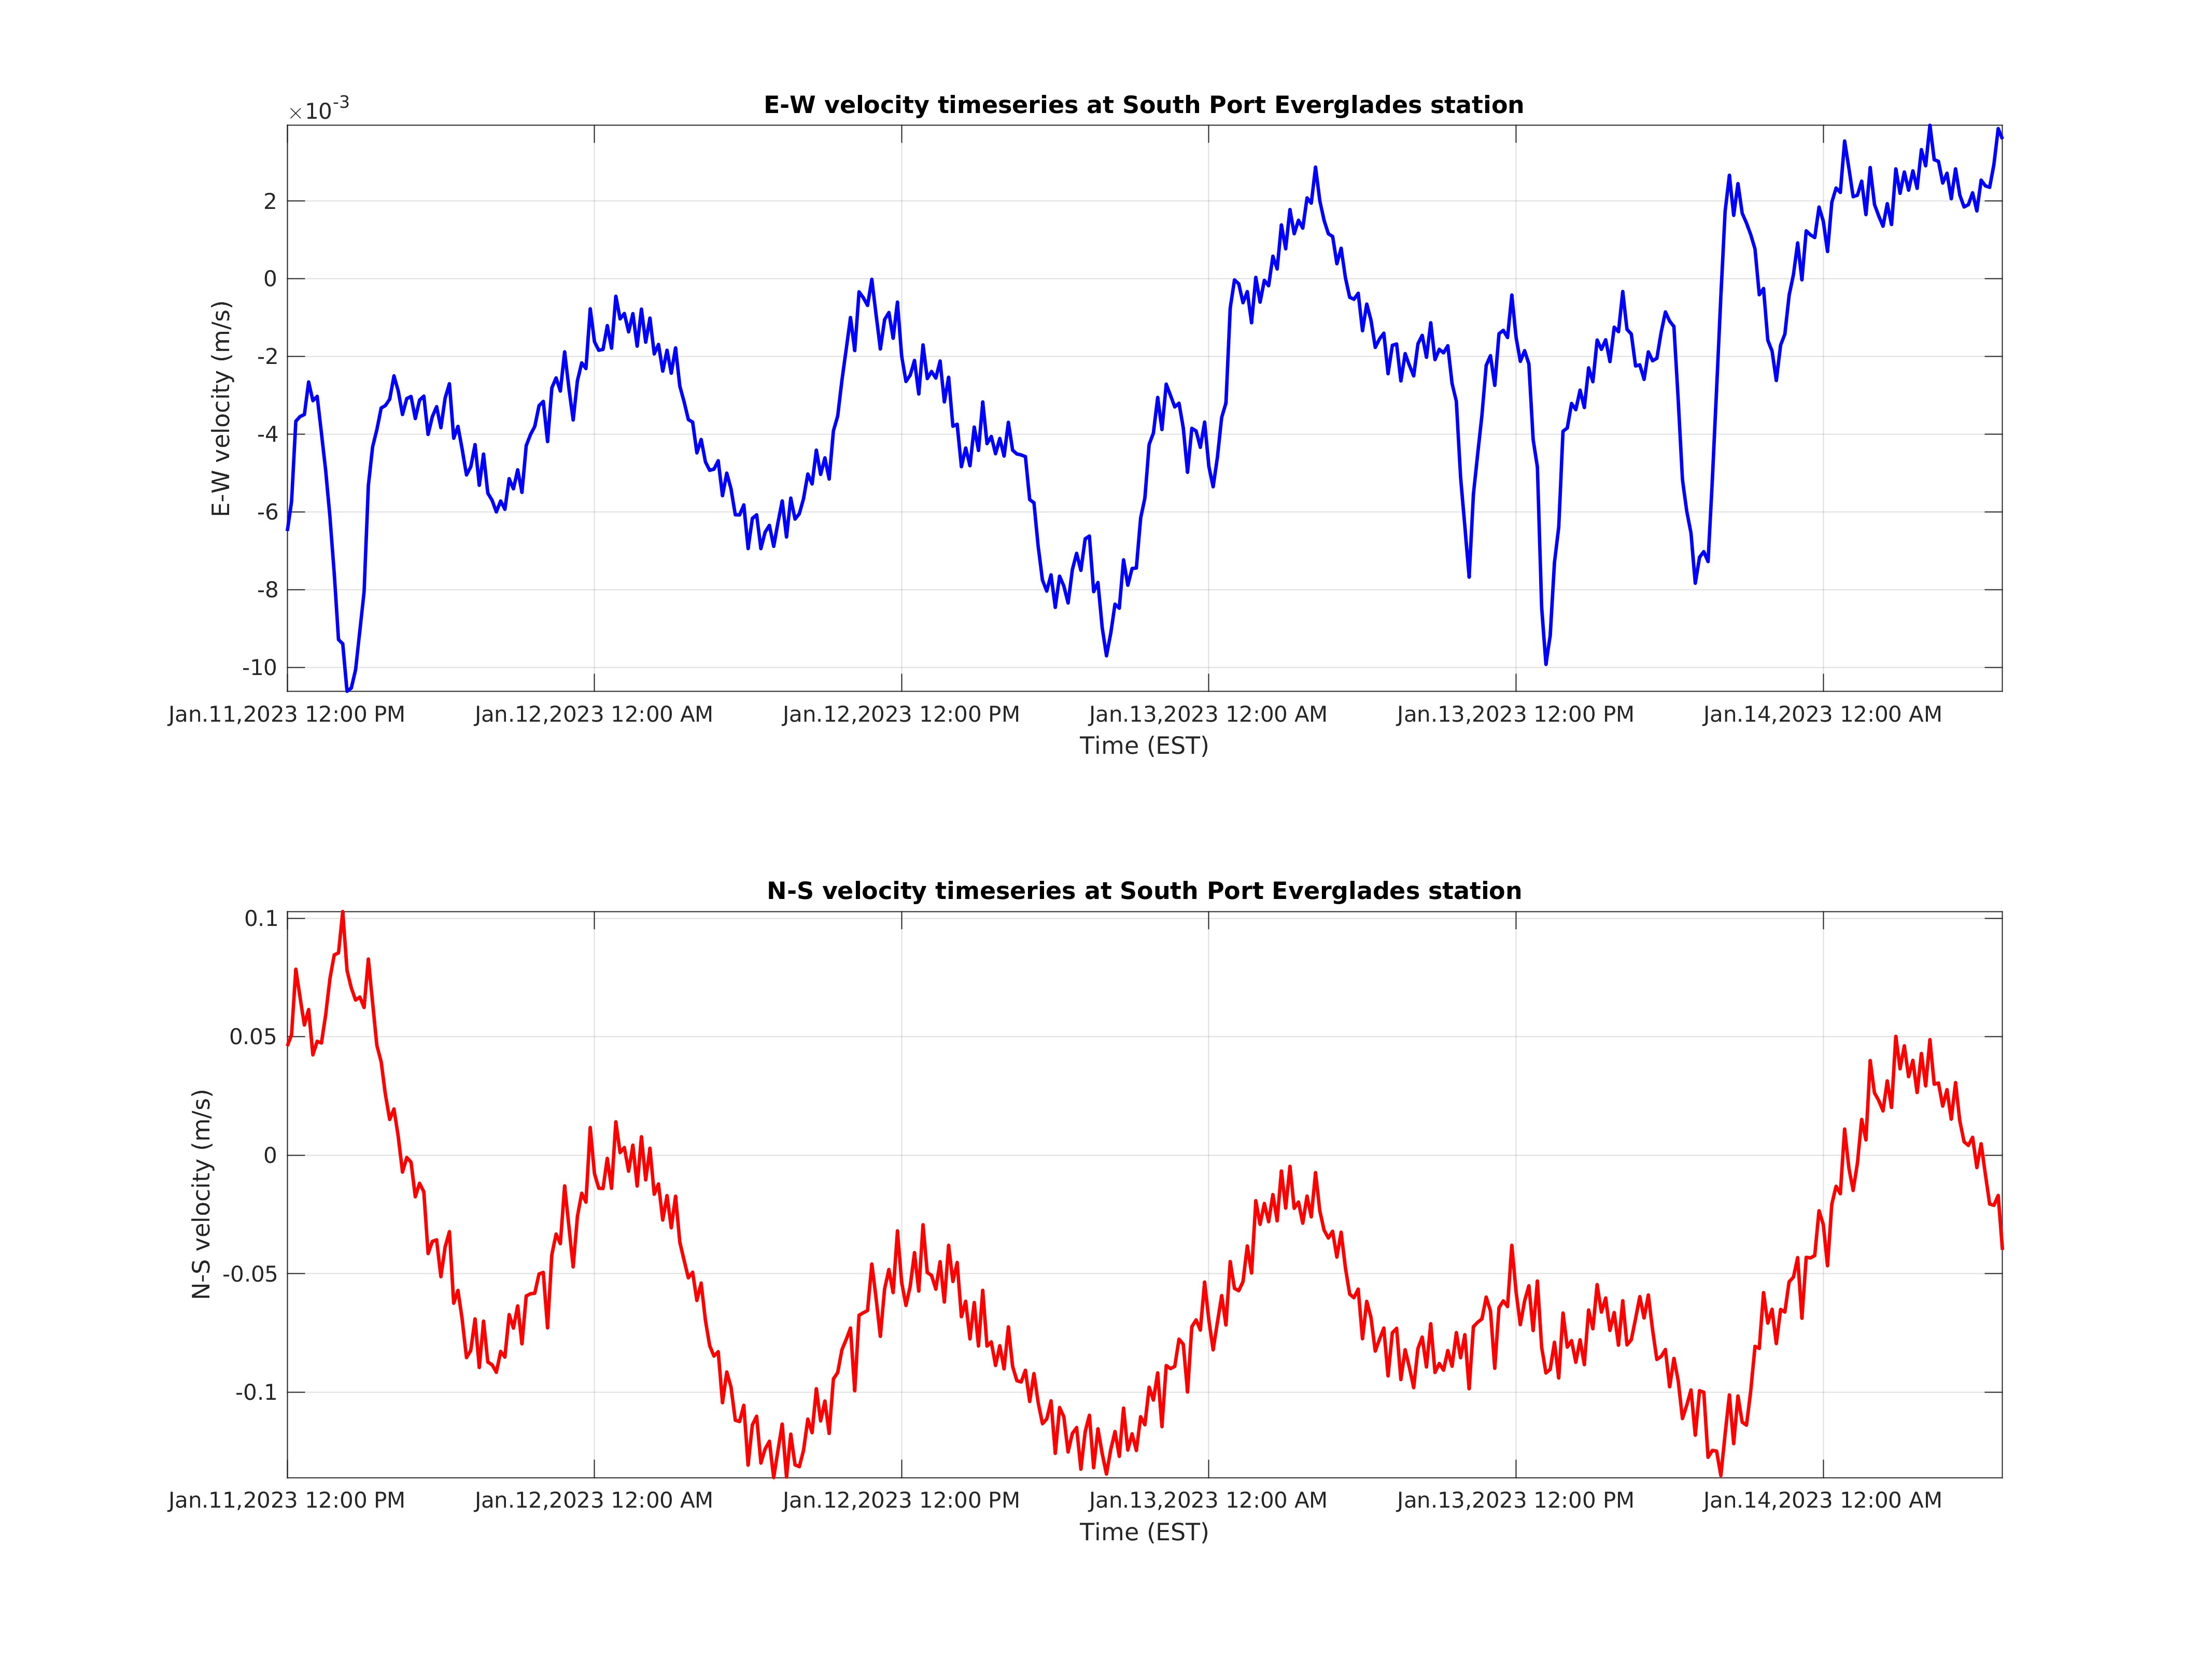 ×10-3
E-W velocity timeseries at South Port Everglades station
E-W velocity (m/s)
2
0
-2
-4
-6
-8
-10
Jan.11,2023 12:00 PM Jan.12,2023 12:00 AM Jan.12,2023 12:00 PM Jan.13,2023 12:00 AM Jan.13,2023 12:00 PM Jan.14,2023 12:00 AM
Time (EST)
N-S velocity timeseries at South Port Everglades station
N-S velocity (m/s)
0.1
0.05
0
-0.05
-0.1
Jan.11,2023 12:00 PM Jan.12,2023 12:00 AM Jan.12,2023 12:00 PM Jan.13,2023 12:00 AM Jan.13,2023 12:00 PM Jan.14,2023 12:00 AM
Time (EST)